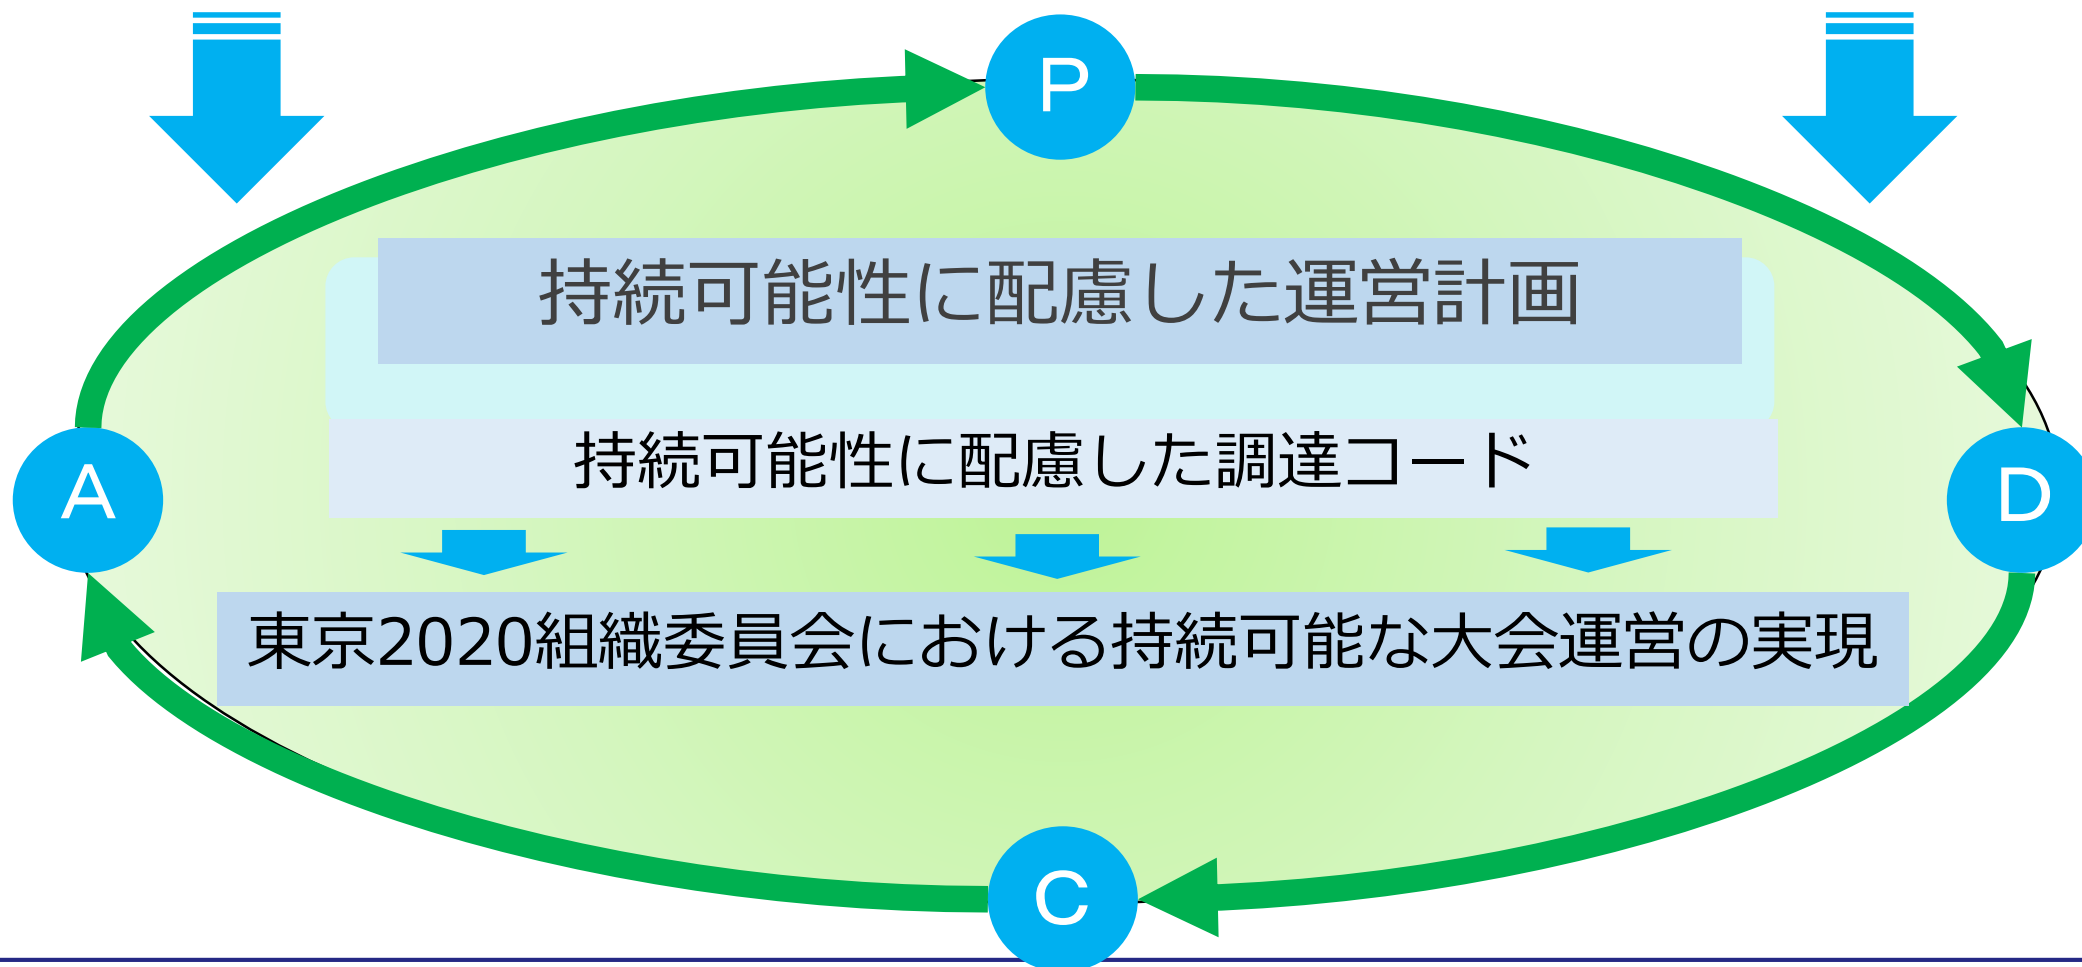 P
持続可能性に配慮した運営計画
持続可能性に配慮した調達コード
A
D
東京2020組織委員会における持続可能な大会運営の実現
C